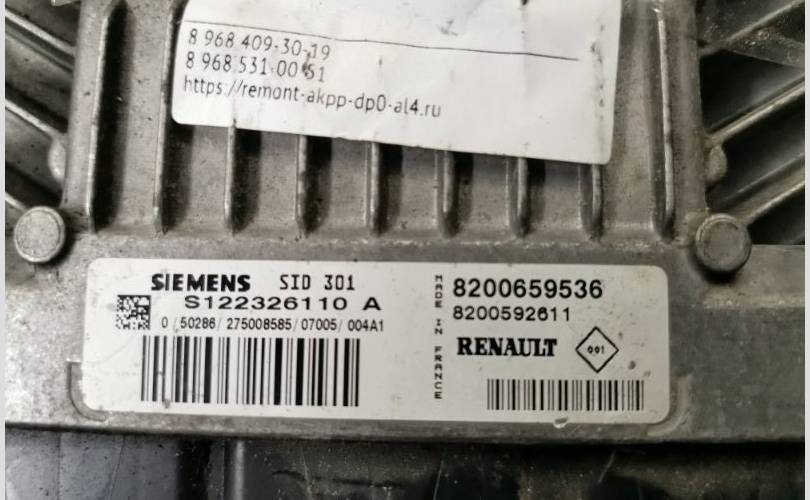 8 968 409-30-19
8 968 531-00-51
https://remont-akpp-dp0-al4.ru
SIEMENS SID 301
S122326110 A
0 / 50286 / 275008585 / 07005 / 004A1
MADE IN FRANCE
8200659536
8200592611
RENAULT 001